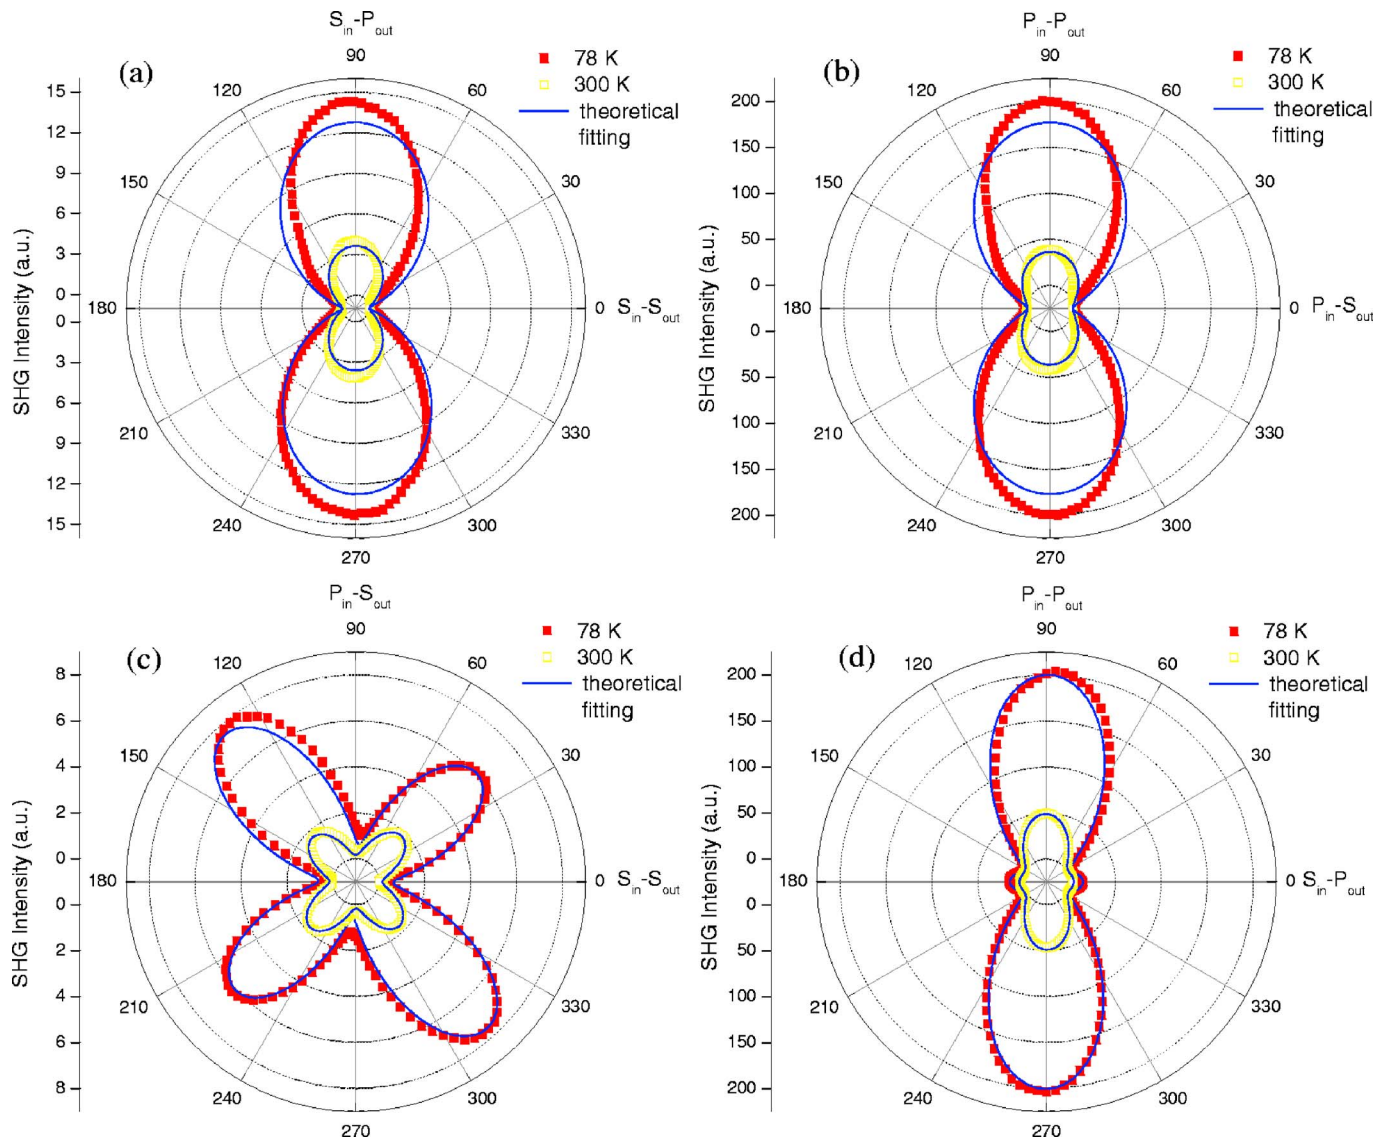 S_in-P_out
90
(a)
78 K
300 K
theoretical
fitting
120
60
150
30
180
0
S_in-S_out
210
330
240
300
270
15
12
9
6
3
0
0
3
6
9
12
15
SHG Intensity (a.u.)
P_in-P_out
90
(b)
78 K
300 K
theoretical
fitting
120
60
150
30
180
0
P_in-S_out
210
330
240
300
270
200
150
100
50
0
0
50
100
150
200
SHG Intensity (a.u.)
P_in-S_out
90
(c)
78 K
300 K
theoretical
fitting
120
60
150
30
180
0
S_in-S_out
210
330
240
300
270
8
6
4
2
0
0
2
4
6
8
SHG Intensity (a.u.)
P_in-P_out
90
(d)
78 K
300 K
theoretical
fitting
120
60
150
30
180
0
S_in-P_out
210
330
240
300
270
200
150
100
50
0
0
50
100
150
200
SHG Intensity (a.u.)